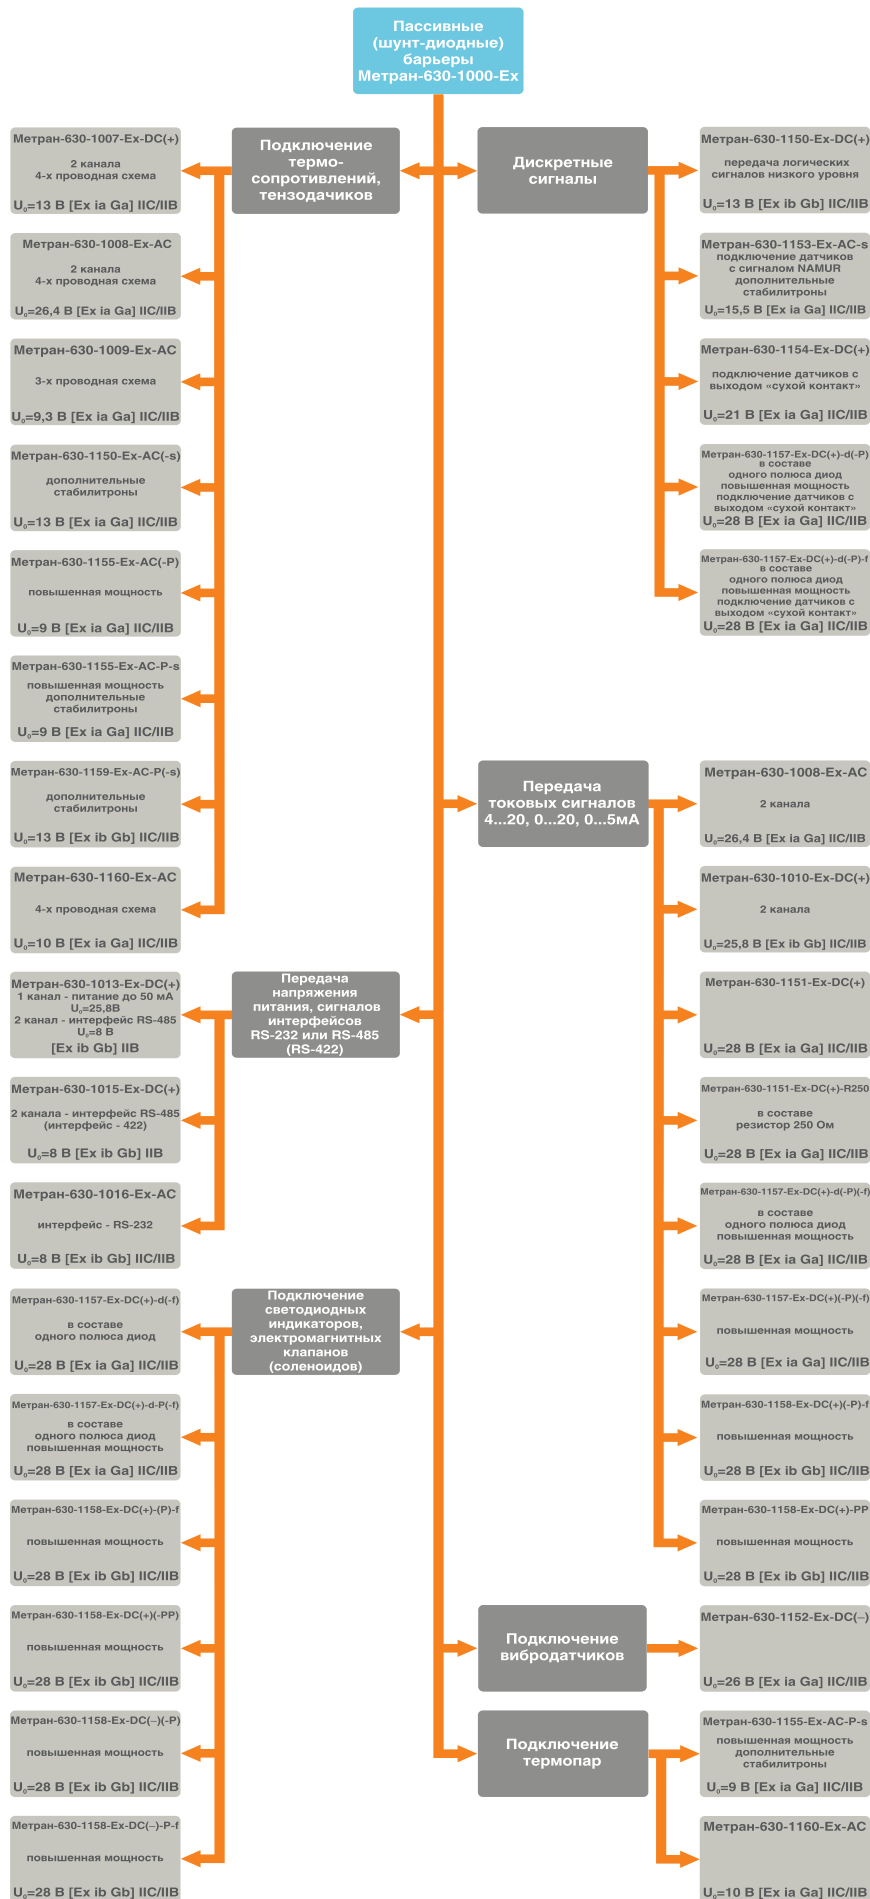 Пассивные
(шунт-диодные)
барьеры
Метран-630-1000-Ex
Подключение
термо-
сопротивлений,
тензодачиков
Метран-630-1007-Ex-DC(+)
2 канала
4-х проводная схема
U₀=13 В [Ex ia Ga] IIC/IIB
Метран-630-1008-Ex-AC
2 канала
4-х проводная схема
U₀=26,4 В [Ex ia Ga] IIC/IIB
Метран-630-1009-Ex-AC
3-х проводная схема
U₀=9,3 В [Ex ia Ga] IIC/IIB
Метран-630-1150-Ex-AC(-s)
дополнительные
стабилитроны
U₀=13 В [Ex ia Ga] IIC/IIB
Метран-630-1155-Ex-AC(-P)
повышенная мощность
U₀=9 В [Ex ia Ga] IIC/IIB
Метран-630-1155-Ex-AC-P-s
повышенная мощность
дополнительные
стабилитроны
U₀=9 В [Ex ia Ga] IIC/IIB
Метран-630-1159-Ex-AC-P(-s)
дополнительные
стабилитроны
U₀=13 В [Ex ib Gb] IIC/IIB
Метран-630-1160-Ex-AC
4-х проводная схема
U₀=10 В [Ex ia Ga] IIC/IIB
Дискретные
сигналы
Метран-630-1150-Ex-DC(+)
передача логических
сигналов низкого уровня
U₀=13 В [Ex ib Gb] IIC/IIB
Метран-630-1153-Ex-AC-s
подключение датчиков
с сигналом NAMUR
дополнительные
стабилитроны
U₀=15,5 В [Ex ia Ga] IIC/IIB
Метран-630-1154-Ex-DC(+)
подключение датчиков с
выходом «сухой контакт»
U₀=21 В [Ex ia Ga] IIC/IIB
Метран-630-1157-Ex-DC(+)-d(-P)
в составе
одного полюса диод
повышенная мощность
подключение датчиков с
выходом «сухой контакт»
U₀=28 В [Ex ia Ga] IIC/IIB
Метран-630-1157-Ex-DC(+)-d(-P)-f
в составе
одного полюса диод
повышенная мощность
подключение датчиков с
выходом «сухой контакт»
U₀=28 В [Ex ia Ga] IIC/IIB
Передача
токовых сигналов
4...20, 0...20, 0...5мА
Метран-630-1008-Ex-AC
2 канала
U₀=26,4 В [Ex ia Ga] IIC/IIB
Метран-630-1010-Ex-DC(+)
2 канала
U₀=25,8 В [Ex ib Gb] IIC/IIB
Метран-630-1151-Ex-DC(+)
U₀=28 В [Ex ia Ga] IIC/IIB
Метран-630-1151-Ex-DC(+)-R250
в составе
резистор 250 Ом
U₀=28 В [Ex ia Ga] IIC/IIB
Метран-630-1157-Ex-DC(+)-d(-P)(-f)
в составе
одного полюса диод
повышенная мощность
U₀=28 В [Ex ia Ga] IIC/IIB
Метран-630-1157-Ex-DC(+)(-P)(-f)
повышенная мощность
U₀=28 В [Ex ia Ga] IIC/IIB
Метран-630-1158-Ex-DC(+)(-P)-f
повышенная мощность
U₀=28 В [Ex ib Gb] IIC/IIB
Метран-630-1158-Ex-DC(+)-PP
повышенная мощность
U₀=28 В [Ex ib Gb] IIC/IIB
Передача
напряжения
питания, сигналов
интерфейсов
RS-232 или RS-485
(RS-422)
Метран-630-1013-Ex-DC(+)
1 канал - питание до 50 мА
U₀=25,8В
2 канал - интерфейс RS-485
U₀=8 В
[Ex ib Gb] IIB
Метран-630-1015-Ex-DC(+)
2 канала - интерфейс RS-485
(интерфейс - 422)
U₀=8 В [Ex ib Gb] IIB
Метран-630-1016-Ex-AC
интерфейс - RS-232
U₀=8 В [Ex ib Gb] IIC/IIB
Подключение
светодиодных
индикаторов,
электромагнитных
клапанов
(соленоидов)
Метран-630-1157-Ex-DC(+)-d(-f)
в составе
одного полюса диод
U₀=28 В [Ex ia Ga] IIC/IIB
Метран-630-1157-Ex-DC(+)-d-P(-f)
в составе
одного полюса диод
повышенная мощность
U₀=28 В [Ex ia Ga] IIC/IIB
Метран-630-1158-Ex-DC(+)-(P)-f
повышенная мощность
U₀=28 В [Ex ib Gb] IIC/IIB
Метран-630-1158-Ex-DC(+)(-PP)
повышенная мощность
U₀=28 В [Ex ib Gb] IIC/IIB
Метран-630-1158-Ex-DC(–)(-P)
повышенная мощность
U₀=28 В [Ex ib Gb] IIC/IIB
Метран-630-1158-Ex-DC(–)-P-f
повышенная мощность
U₀=28 В [Ex ib Gb] IIC/IIB
Подключение
вибродатчиков
Метран-630-1152-Ex-DC(–)
U₀=26 В [Ex ia Ga] IIC/IIB
Подключение
термопар
Метран-630-1155-Ex-AC-P-s
повышенная мощность
дополнительные
стабилитроны
U₀=9 В [Ex ia Ga] IIC/IIB
Метран-630-1160-Ex-AC
U₀=10 В [Ex ia Ga] IIC/IIB